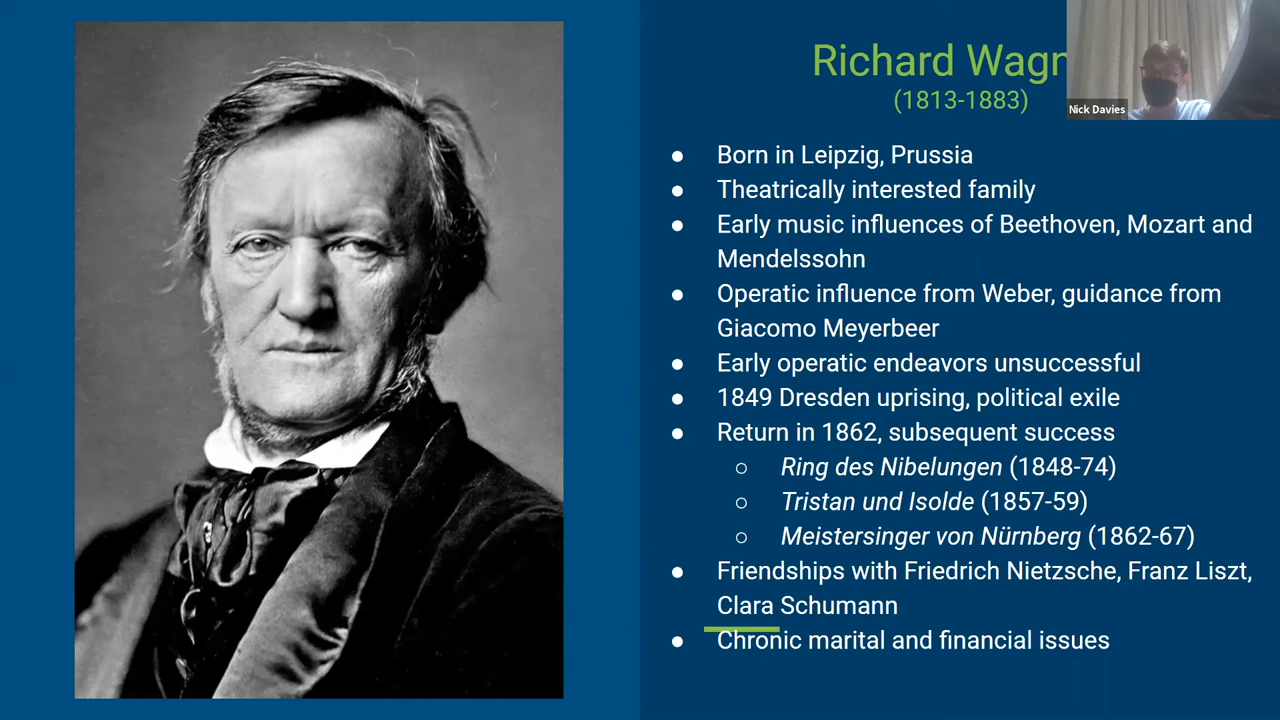 Richard Wagn
(1813-1883)
Nick Davies
● Born in Leipzig, Prussia
● Theatrically interested family
● Early music influences of Beethoven, Mozart and
Mendelssohn
● Operatic influence from Weber, guidance from
Giacomo Meyerbeer
● Early operatic endeavors unsuccessful
● 1849 Dresden uprising, political exile
● Return in 1862, subsequent success
○ Ring des Nibelungen (1848-74)
○ Tristan und Isolde (1857-59)
○ Meistersinger von Nürnberg (1862-67)
● Friendships with Friedrich Nietzsche, Franz Liszt,
Clara Schumann
● Chronic marital and financial issues